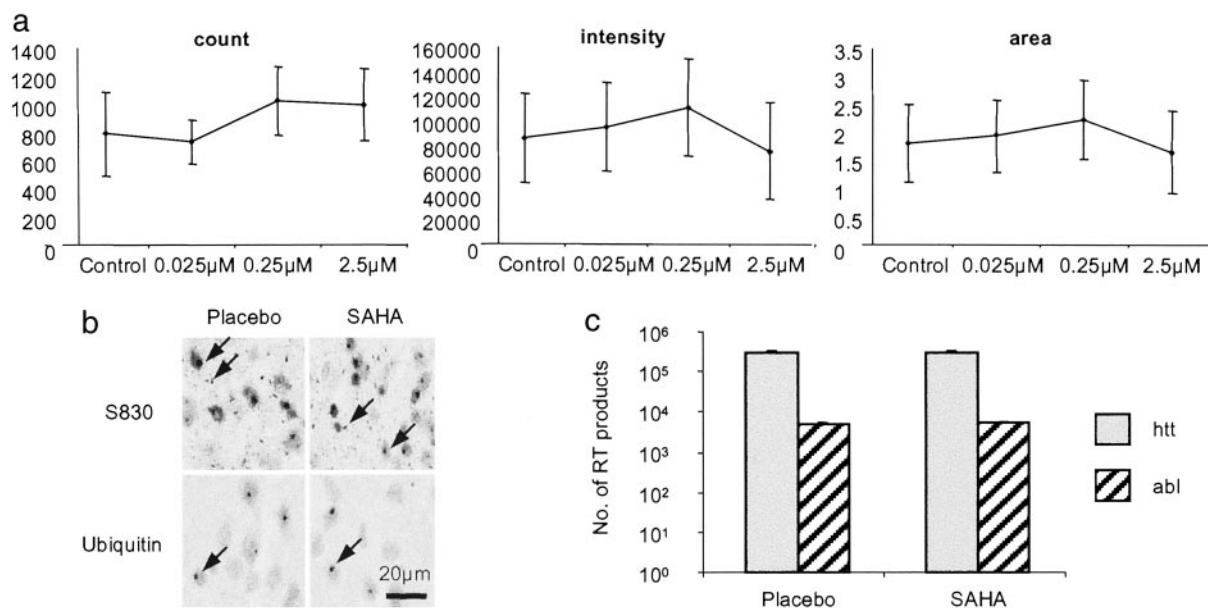 a
count
1400
1200
1000
800
600
400
200
0
Control 0.025µM 0.25µM 2.5µM
intensity
160000
140000
120000
100000
80000
60000
40000
20000
0
Control 0.025µM 0.25µM 2.5µM
area
3.5
3
2.5
2
1.5
1
0.5
0
Control 0.025µM 0.25µM 2.5µM
b
Placebo SAHA
S830
Ubiquitin
20µm
c
No. of RT products
10⁶
10⁵
10⁴
10³
10²
10¹
10⁰
Placebo SAHA
htt
abl